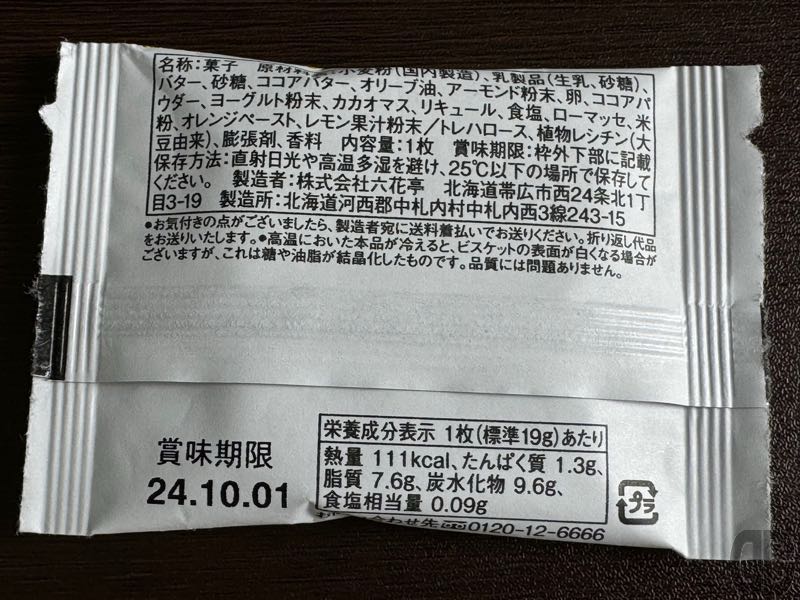 名称:菓子 原材料 小麦粉(国内製造)、乳製品(生乳、砂糖)、
バター、砂糖、ココアバター、オリーブ油、アーモンド粉末、卵、ココアパ
ウダー、ヨーグルト粉末、カカオマス、リキュール、食塩、ローマッセ、米
粉、オレンジペースト、レモン果汁粉末/トレハロース、植物レシチン(大
豆由来)、膨張剤、香料 内容量:1枚 賞味期限:枠外下部に記載
保存方法:直射日光や高温多湿を避け、25℃以下の場所で保存して
ください。 製造者:株式会社六花亭 北海道帯広市西24条北1丁
目3-19 製造所:北海道河西郡中札内村中札内西3線243-15
●お気付きの点がございましたら、製造者宛に送料着払いでお送りください。折り返し代品
をお送りいたします。●高温においた本品が冷えると、ビスケットの表面が白くなる場合が
ございますが、これは糖や油脂が結晶化したものです。品質には問題ありません。
賞味期限
24.10.01
栄養成分表示 1枚(標準19g)あたり
熱量 111kcal、たんぱく質 1.3g、
脂質 7.6g、炭水化物 9.6g、
食塩相当量 0.09g
わせ先 0120-12-6666
プラ